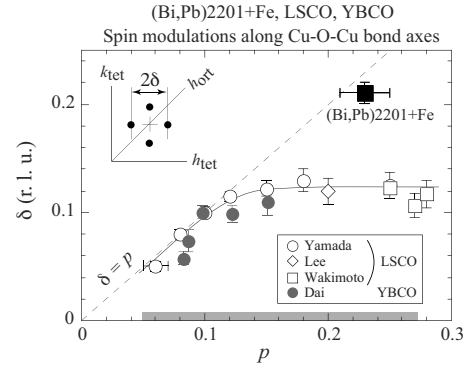 (Bi,Pb)2201+Fe, LSCO, YBCO
Spin modulations along Cu-O-Cu bond axes
k_tet
2δ
h_ort
h_tet
0.2
(Bi,Pb)2201+Fe
δ (r. l. u.)
0.1
δ = p
Yamada
Lee
LSCO
Wakimoto
Dai YBCO
0
0 0.1 0.2 0.3
p